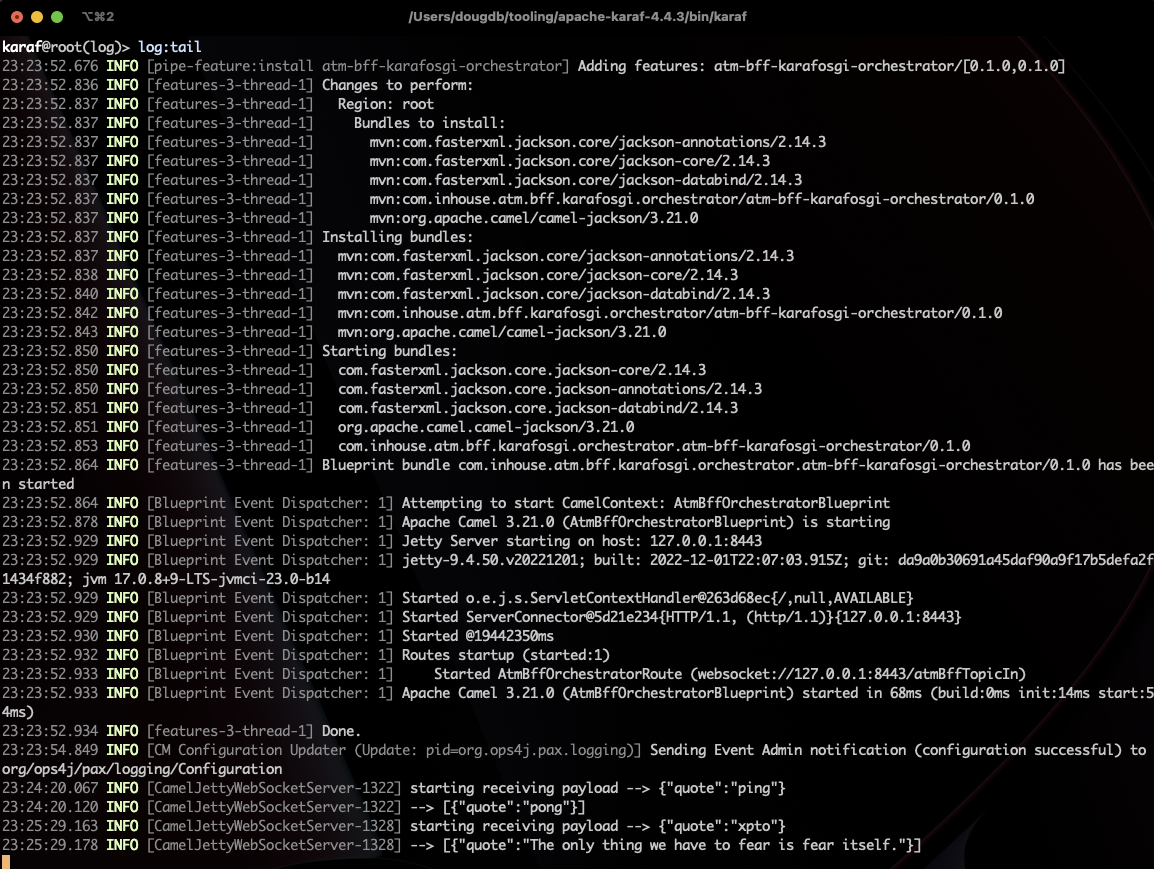 ⌥⌘2
/Users/dougdb/tooling/apache-karaf-4.4.3/bin/karaf
karaf@root(log)> log:tail
23:23:52.676 INFO [pipe-feature:install atm-bff-karafosgi-orchestrator] Adding features: atm-bff-karafosgi-orchestrator/[0.1.0,0.1.0]
23:23:52.836 INFO [features-3-thread-1] Changes to perform:
23:23:52.837 INFO [features-3-thread-1]   Region: root
23:23:52.837 INFO [features-3-thread-1]     Bundles to install:
23:23:52.837 INFO [features-3-thread-1]       mvn:com.fasterxml.jackson.core/jackson-annotations/2.14.3
23:23:52.837 INFO [features-3-thread-1]       mvn:com.fasterxml.jackson.core/jackson-core/2.14.3
23:23:52.837 INFO [features-3-thread-1]       mvn:com.fasterxml.jackson.core/jackson-databind/2.14.3
23:23:52.837 INFO [features-3-thread-1]       mvn:com.inhouse.atm.bff.karafosgi.orchestrator/atm-bff-karafosgi-orchestrator/0.1.0
23:23:52.837 INFO [features-3-thread-1]       mvn:org.apache.camel/camel-jackson/3.21.0
23:23:52.837 INFO [features-3-thread-1] Installing bundles:
23:23:52.837 INFO [features-3-thread-1]   mvn:com.fasterxml.jackson.core/jackson-annotations/2.14.3
23:23:52.838 INFO [features-3-thread-1]   mvn:com.fasterxml.jackson.core/jackson-core/2.14.3
23:23:52.840 INFO [features-3-thread-1]   mvn:com.fasterxml.jackson.core/jackson-databind/2.14.3
23:23:52.842 INFO [features-3-thread-1]   mvn:com.inhouse.atm.bff.karafosgi.orchestrator/atm-bff-karafosgi-orchestrator/0.1.0
23:23:52.843 INFO [features-3-thread-1]   mvn:org.apache.camel/camel-jackson/3.21.0
23:23:52.850 INFO [features-3-thread-1] Starting bundles:
23:23:52.850 INFO [features-3-thread-1]   com.fasterxml.jackson.core.jackson-core/2.14.3
23:23:52.850 INFO [features-3-thread-1]   com.fasterxml.jackson.core.jackson-annotations/2.14.3
23:23:52.851 INFO [features-3-thread-1]   com.fasterxml.jackson.core.jackson-databind/2.14.3
23:23:52.851 INFO [features-3-thread-1]   org.apache.camel.camel-jackson/3.21.0
23:23:52.853 INFO [features-3-thread-1]   com.inhouse.atm.bff.karafosgi.orchestrator.atm-bff-karafosgi-orchestrator/0.1.0
23:23:52.864 INFO [features-3-thread-1] Blueprint bundle com.inhouse.atm.bff.karafosgi.orchestrator.atm-bff-karafosgi-orchestrator/0.1.0 has bee
n started
23:23:52.864 INFO [Blueprint Event Dispatcher: 1] Attempting to start CamelContext: AtmBffOrchestratorBlueprint
23:23:52.878 INFO [Blueprint Event Dispatcher: 1] Apache Camel 3.21.0 (AtmBffOrchestratorBlueprint) is starting
23:23:52.929 INFO [Blueprint Event Dispatcher: 1] Jetty Server starting on host: 127.0.0.1:8443
23:23:52.929 INFO [Blueprint Event Dispatcher: 1] jetty-9.4.50.v20221201; built: 2022-12-01T22:07:03.915Z; git: da9a0b30691a45daf90a9f17b5defa2f
1434f882; jvm 17.0.8+9-LTS-jvmci-23.0-b14
23:23:52.929 INFO [Blueprint Event Dispatcher: 1] Started o.e.j.s.ServletContextHandler@263d68ec{/,null,AVAILABLE}
23:23:52.929 INFO [Blueprint Event Dispatcher: 1] Started ServerConnector@5d21e234{HTTP/1.1, (http/1.1)}{127.0.0.1:8443}
23:23:52.930 INFO [Blueprint Event Dispatcher: 1] Started @19442350ms
23:23:52.932 INFO [Blueprint Event Dispatcher: 1] Routes startup (started:1)
23:23:52.933 INFO [Blueprint Event Dispatcher: 1]     Started AtmBffOrchestratorRoute (websocket://127.0.0.1:8443/atmBffTopicIn)
23:23:52.933 INFO [Blueprint Event Dispatcher: 1] Apache Camel 3.21.0 (AtmBffOrchestratorBlueprint) started in 68ms (build:0ms init:14ms start:5
4ms)
23:23:52.934 INFO [features-3-thread-1] Done.
23:23:54.849 INFO [CM Configuration Updater (Update: pid=org.ops4j.pax.logging)] Sending Event Admin notification (configuration successful) to
org/ops4j/pax/logging/Configuration
23:24:20.067 INFO [CamelJettyWebSocketServer-1322] starting receiving payload --> {"quote":"ping"}
23:24:20.120 INFO [CamelJettyWebSocketServer-1322] --> [{"quote":"pong"}]
23:25:29.163 INFO [CamelJettyWebSocketServer-1328] starting receiving payload --> {"quote":"xpto"}
23:25:29.178 INFO [CamelJettyWebSocketServer-1328] --> [{"quote":"The only thing we have to fear is fear itself."}]